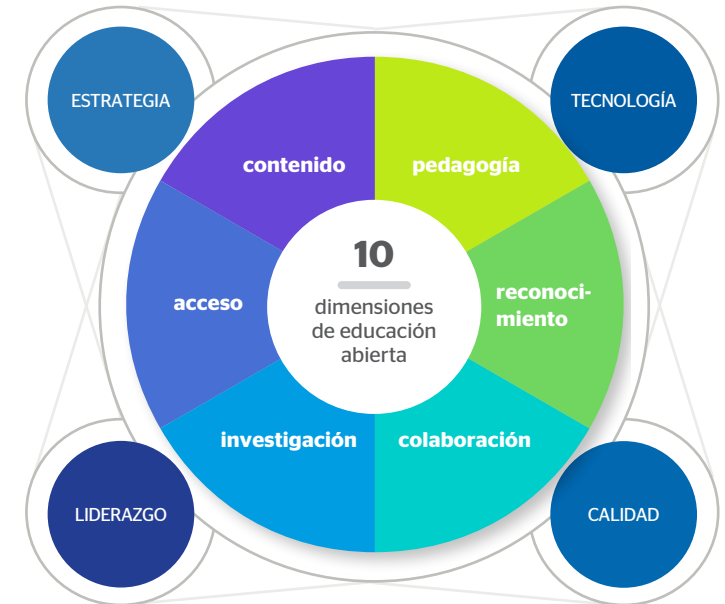 ESTRATEGIA
TECNOLOGÍA
contenido
pedagogía
10
dimensiones
de educación
abierta
acceso
reconoci-
miento
investigación
colaboración
LIDERAZGO
CALIDAD